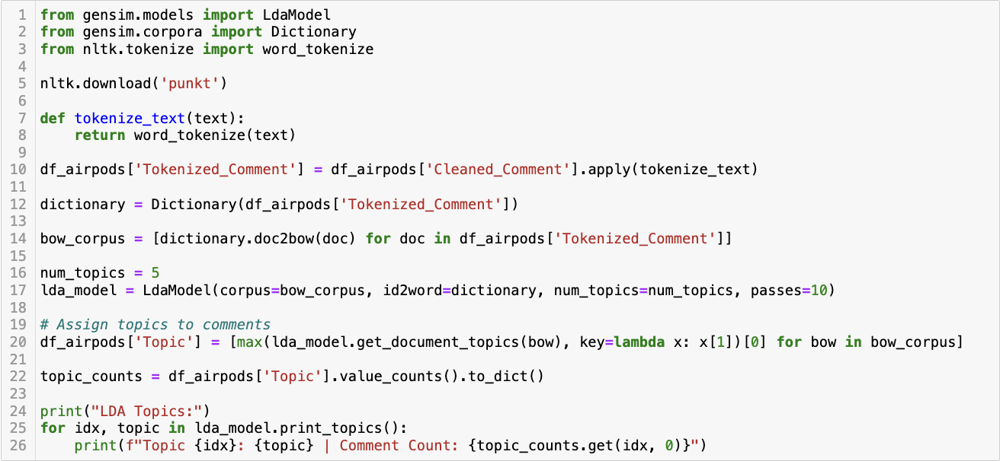 1 from gensim.models import LdaModel
2 from gensim.corpora import Dictionary
3 from nltk.tokenize import word_tokenize
4
5 nltk.download('punkt')
6
7 def tokenize_text(text):
8     return word_tokenize(text)
9
10 df_airpods['Tokenized_Comment'] = df_airpods['Cleaned_Comment'].apply(tokenize_text)
11
12 dictionary = Dictionary(df_airpods['Tokenized_Comment'])
13
14 bow_corpus = [dictionary.doc2bow(doc) for doc in df_airpods['Tokenized_Comment']]
15
16 num_topics = 5
17 lda_model = LdaModel(corpus=bow_corpus, id2word=dictionary, num_topics=num_topics, passes=10)
18
19 # Assign topics to comments
20 df_airpods['Topic'] = [max(lda_model.get_document_topics(bow), key=lambda x: x[1])[0] for bow in bow_corpus]
21
22 topic_counts = df_airpods['Topic'].value_counts().to_dict()
23
24 print("LDA Topics:")
25 for idx, topic in lda_model.print_topics():
26     print(f"Topic {idx}: {topic} | Comment Count: {topic_counts.get(idx, 0)}")